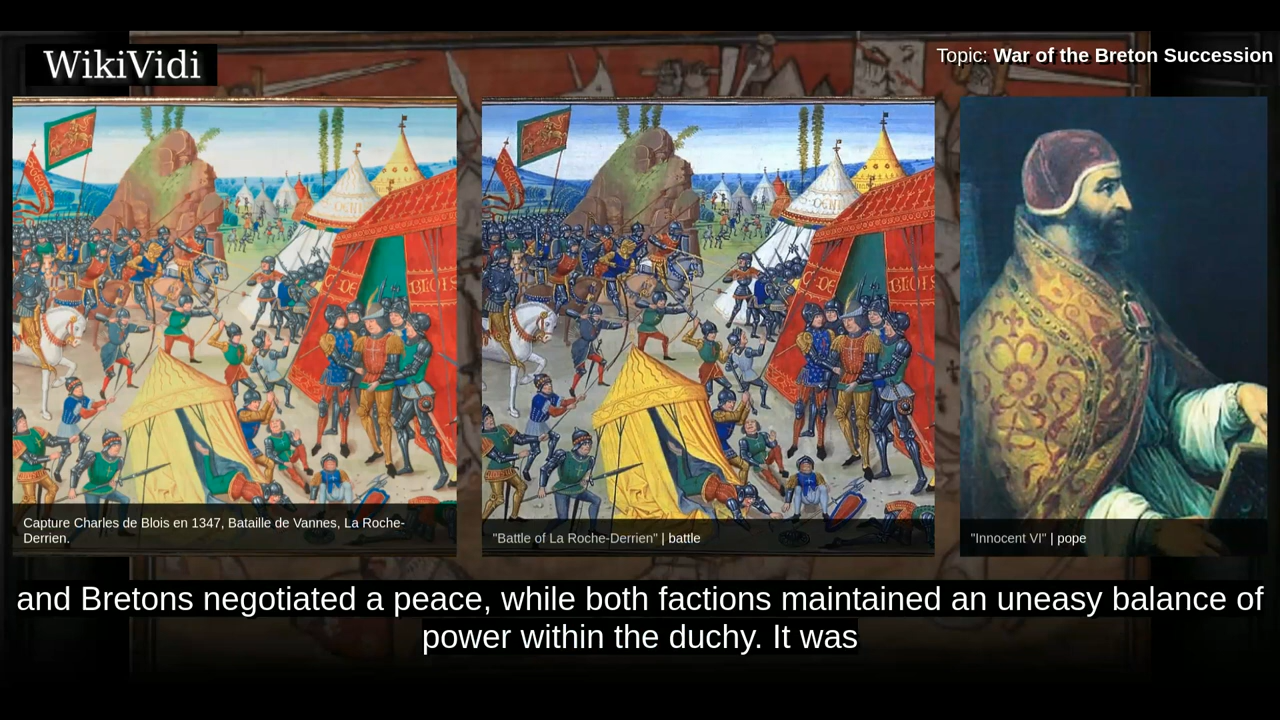 WikiVidi
Topic: War of the Breton Succession
Capture Charles de Blois en 1347, Bataille de Vannes, La Roche-
Derrien.
"Battle of La Roche-Derrien" | battle
"Innocent VI" | pope
and Bretons negotiated a peace, while both factions maintained an uneasy balance of
power within the duchy. It was